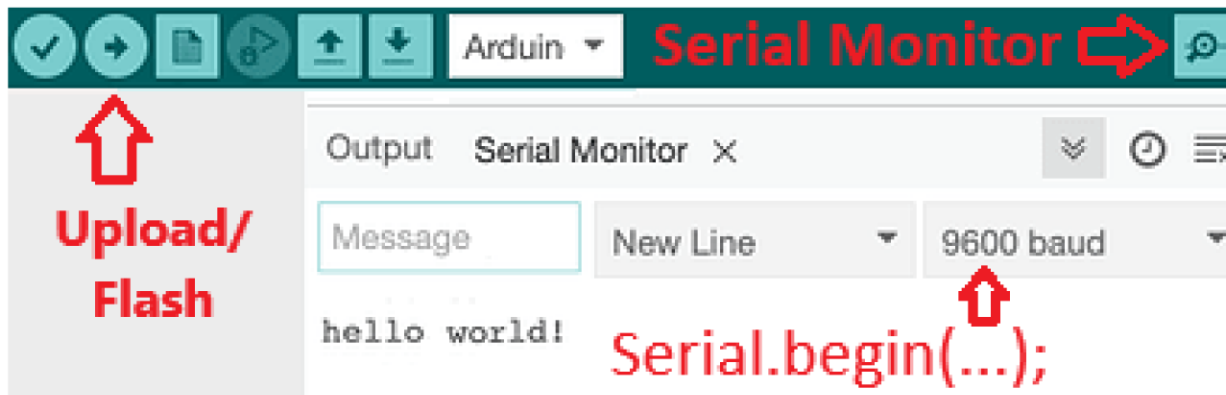 Arduin
Serial Monitor
Output
Serial Monitor
Upload/
Flash
Message
New Line
9600 baud
hello world!
Serial.begin(...);